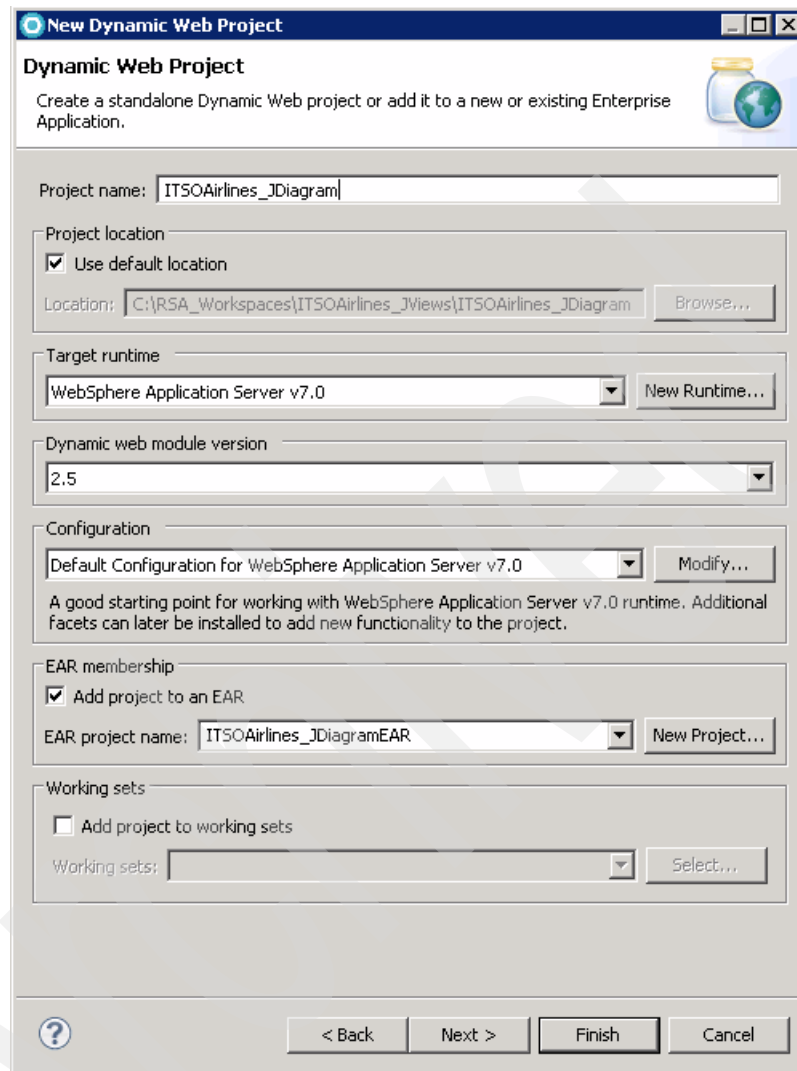 New Dynamic Web Project
Dynamic Web Project
Create a standalone Dynamic Web project or add it to a new or existing Enterprise
Application.
Project name: ITSOAirlines_JDiagram
Project location
Use default location
Location: C:\RSA_Workspaces\ITSOAirlines_JViews\ITSOAirlines_JDiagram Browse...
Target runtime
WebSphere Application Server v7.0 New Runtime...
Dynamic web module version
2.5
Configuration
Default Configuration for WebSphere Application Server v7.0 Modify...
A good starting point for working with WebSphere Application Server v7.0 runtime. Additional
facets can later be installed to add new functionality to the project.
EAR membership
Add project to an EAR
EAR project name: ITSOAirlines_JDiagramEAR New Project...
Working sets
Add project to working sets
Working sets: Select...
? < Back Next > Finish Cancel